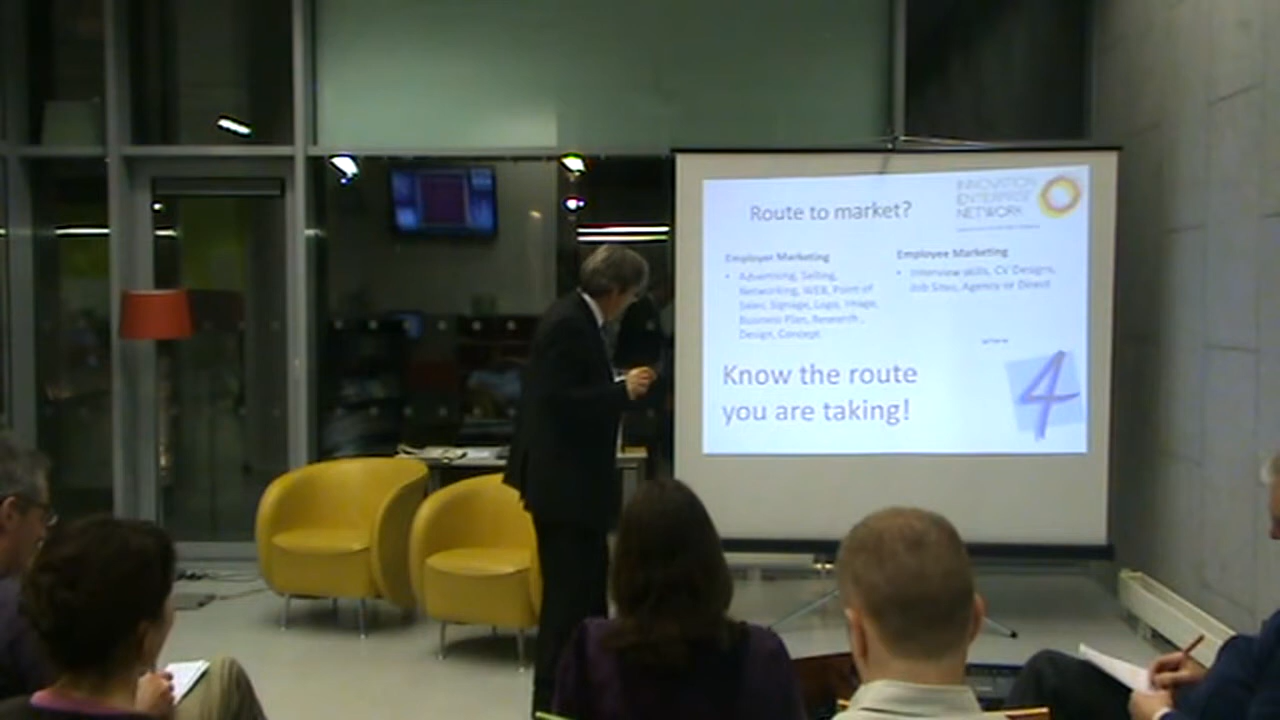 Route to market?
INNOVATION
ENTERPRISE
NETWORK
Employer Marketing
• Advertising, Selling,
Networking, WEB, Point of
Sales, Signage, Logo, Image,
Business Plan, Research,
Design, Concept
Employee Marketing
• Interview skills, CV Designs,
Job Sites, Agency or Direct
Know the route
you are taking!
4